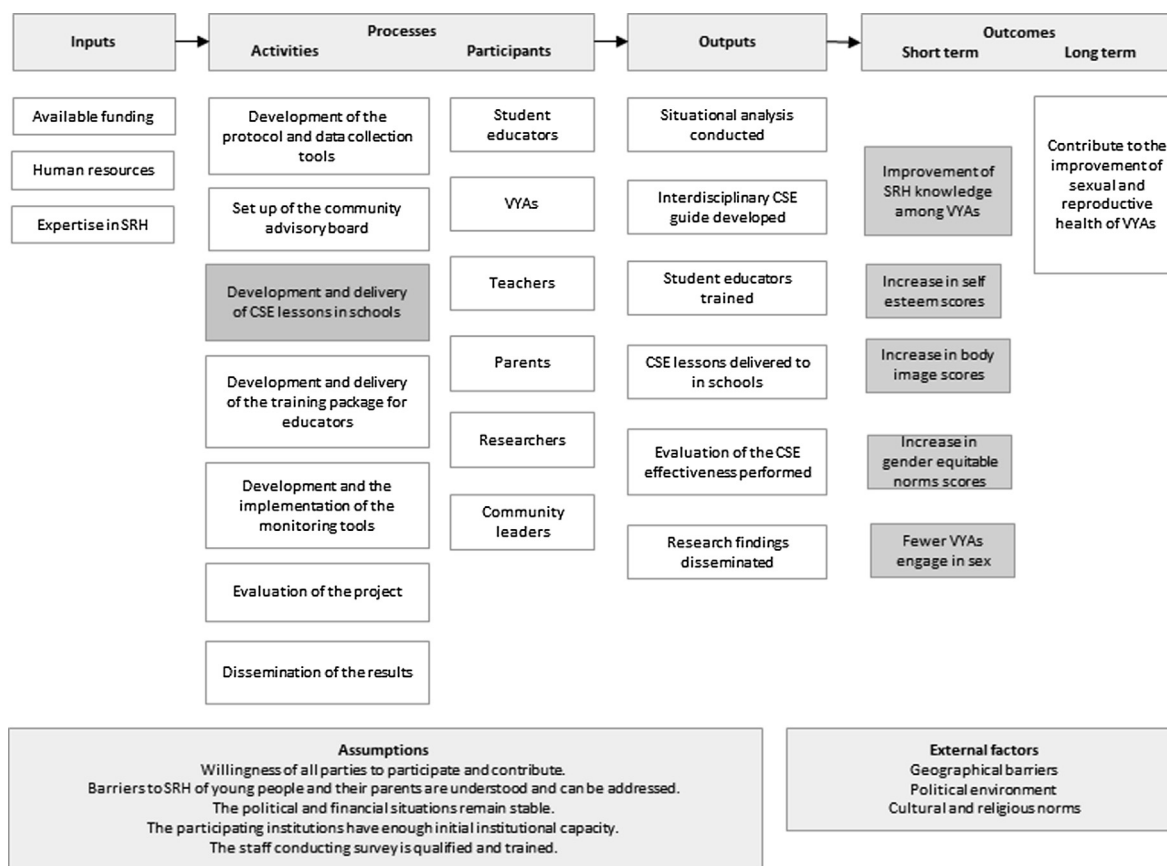 Inputs
Processes
Activities
Participants
Outputs
Outcomes
Short term
Long term
Available funding
Human resources
Expertise in SRH
Development of the
protocol and data collection
tools
Set up of the community
advisory board
Development and delivery
of CSE lessons in schools
Development and delivery
of the training package for
educators
Development and the
implementation of the
monitoring tools
Evaluation of the project
Dissemination of the results
Student
educators
VYAs
Teachers
Parents
Researchers
Community
leaders
Situational analysis
conducted
Interdisciplinary CSE
guide developed
Student educators
trained
CSE lessons delivered to
in schools
Evaluation of the CSE
effectiveness performed
Research findings
disseminated
Improvement of
SRH knowledge
among VYAs
Increase in self
esteem scores
Increase in body
image scores
Increase in
gender equitable
norms scores
Fewer VYAs
engage in sex
Contribute to the
improvement of
sexual and
reproductive
health of VYAs
Assumptions
Willingness of all parties to participate and contribute.
Barriers to SRH of young people and their parents are understood and can be addressed.
The political and financial situations remain stable.
The participating institutions have enough initial institutional capacity.
The staff conducting survey is qualified and trained.
External factors
Geographical barriers
Political environment
Cultural and religious norms